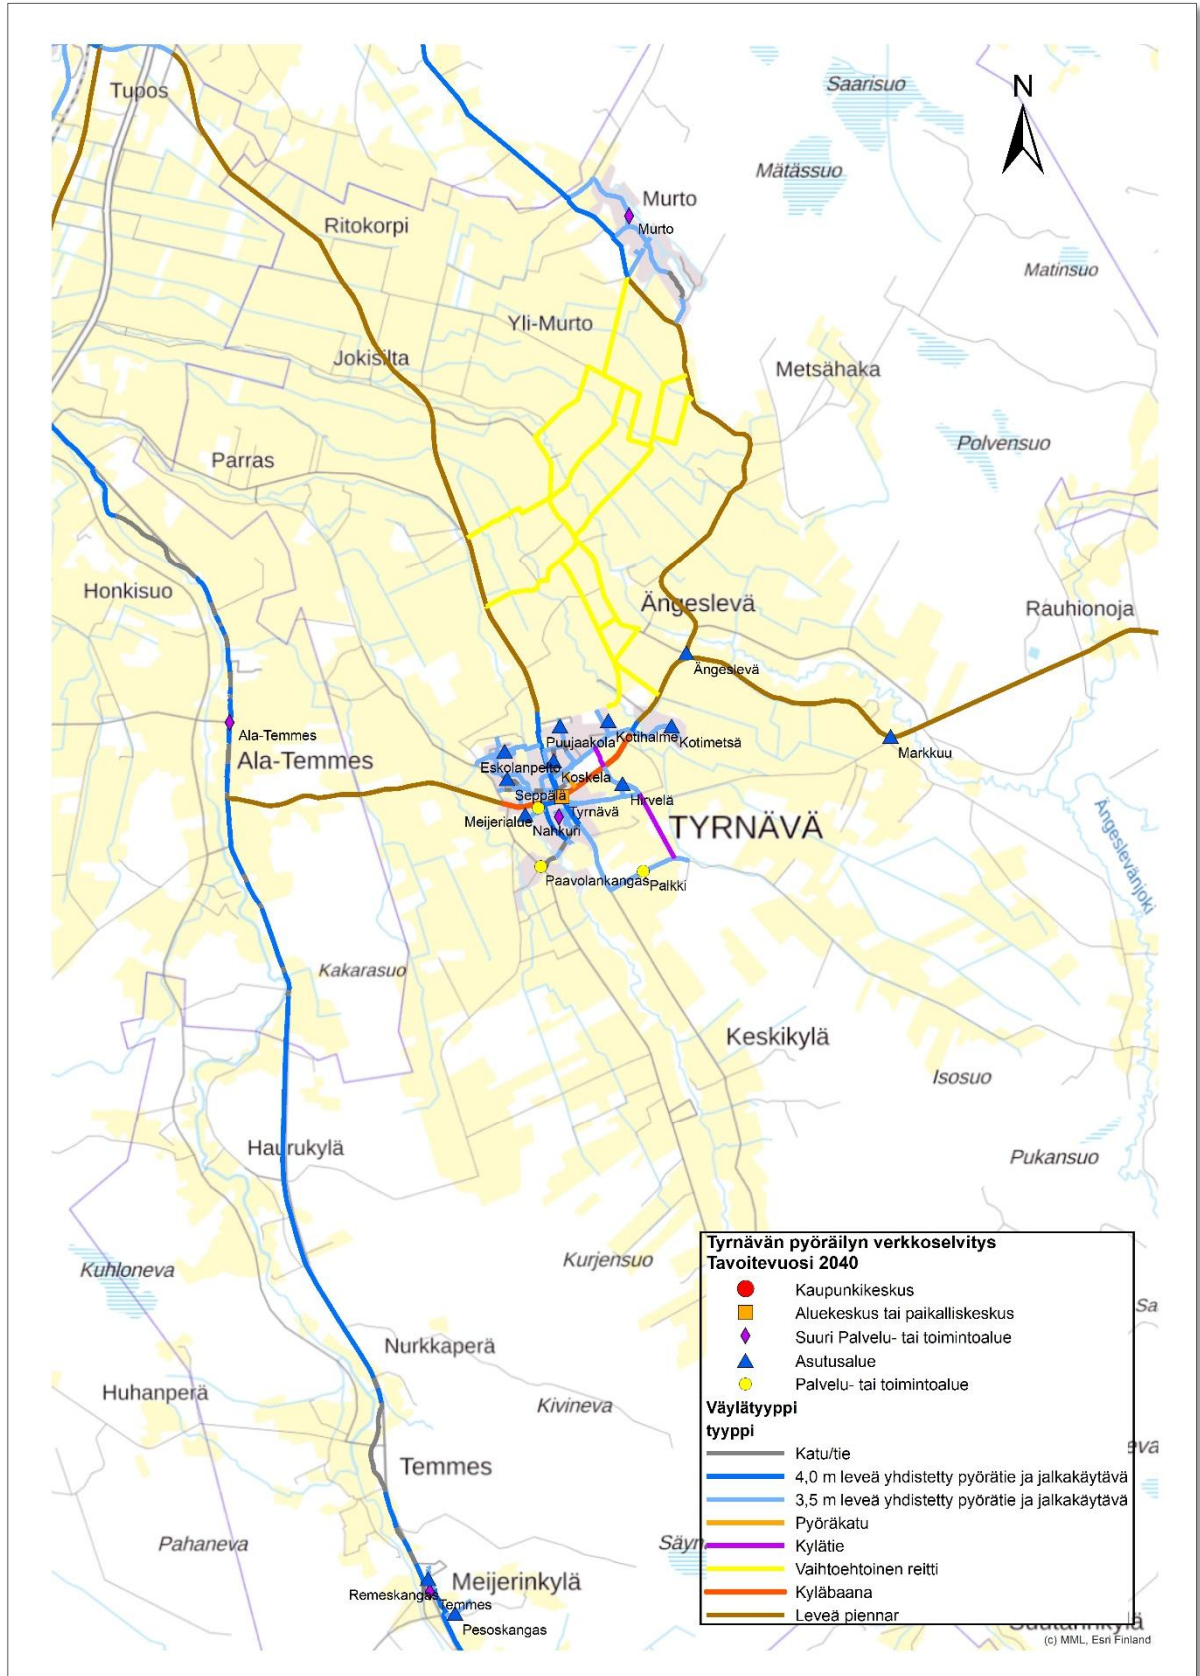 Tupos
Saarisuo
N
Mätässuo
Murto
Murto
Ritokorpi
Matinsuo
Yli-Murto
Jokisilta
Metsähaka
Polvensuo
Parras
Honkisuo
Ängeslevä
Rauhionoja
Ängeslevä
Ala-Temmes
Ala-Temmes
Puujaakola
Kotihalme
Kotimetsä
Markkuu
Eskolanpelto
Koskela
Seppälä
Hirvelä
Meijerialue
Nahkuri
Tyrnävä
TYRNÄVÄ
Ängeslevänjoki
Paavolankangas
Palkki
Kakarasuo
Keskikylä
Isosuo
Haurukylä
Pukansuo
Kuhloneva
Kurjensuo
Nurkkaperä
Huhanperä
Kivineva
Temmes
Pahaneva
Meijerinkylä
Remeskangas
Temmes
Pesoskangas
Tyrnävän pyöräilyn verkkoselvitys
Tavoitevuosi 2040
Kaupunkikeskus
Aluekeskus tai paikalliskeskus
Suuri Palvelu- tai toimintoalue
Asutusalue
Palvelu- tai toimintoalue
Väylätyyppi
tyyppi
Katu/tie
4,0 m leveä yhdistetty pyörätie ja jalkakäytävä
3,5 m leveä yhdistetty pyörätie ja jalkakäytävä
Pyöräkatu
Kylätie
Vaihtoehtoinen reitti
Kyläbaana
Leveä piennar
(c) MML, Esri Finland